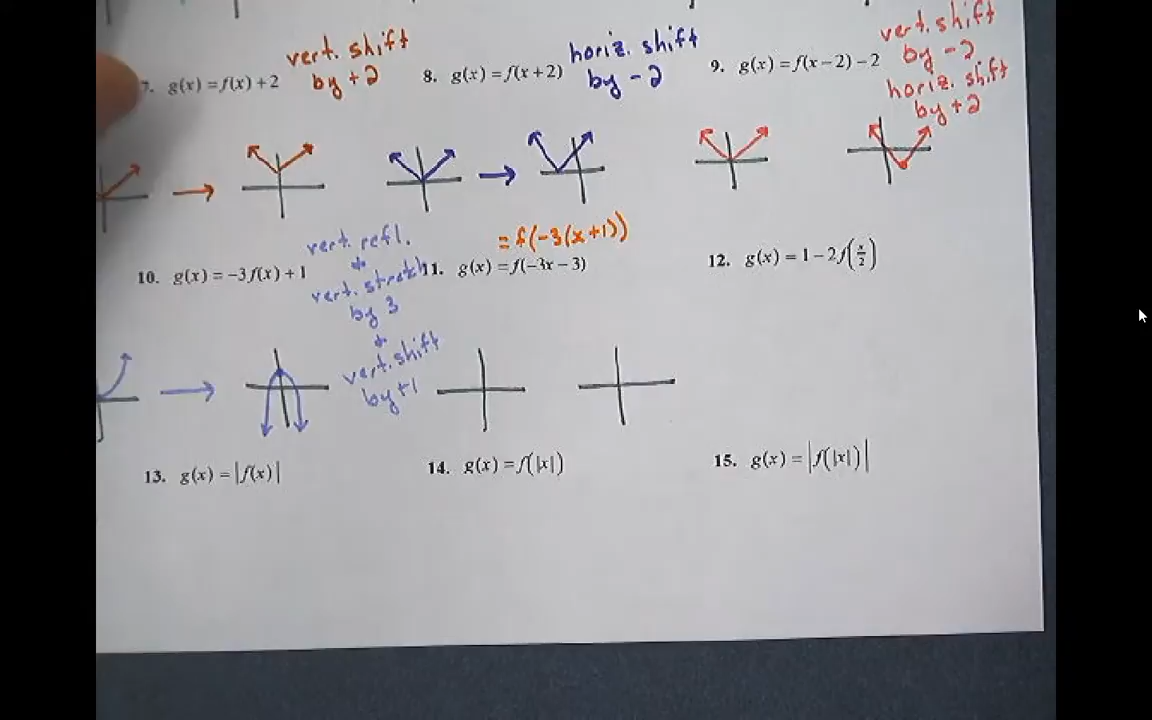 7. g(x) = f(x) + 2
vert. shift
by +2
8. g(x) = f(x + 2)
horiz. shift
by -2
9. g(x) = f(x − 2) − 2
vert. shift
by -2
horiz. shift
by +2
10. g(x) = −3f(x) + 1
vert. refl.
+
vert. stretch
by 3
+
vert. shift
by +1
= f(-3(x+1))
11. g(x) = f(−3x − 3)
12. g(x) = 1 − 2f(x/2)
13. g(x) = |f(x)|
14. g(x) = f(|x|)
15. g(x) = |f(|x|)|